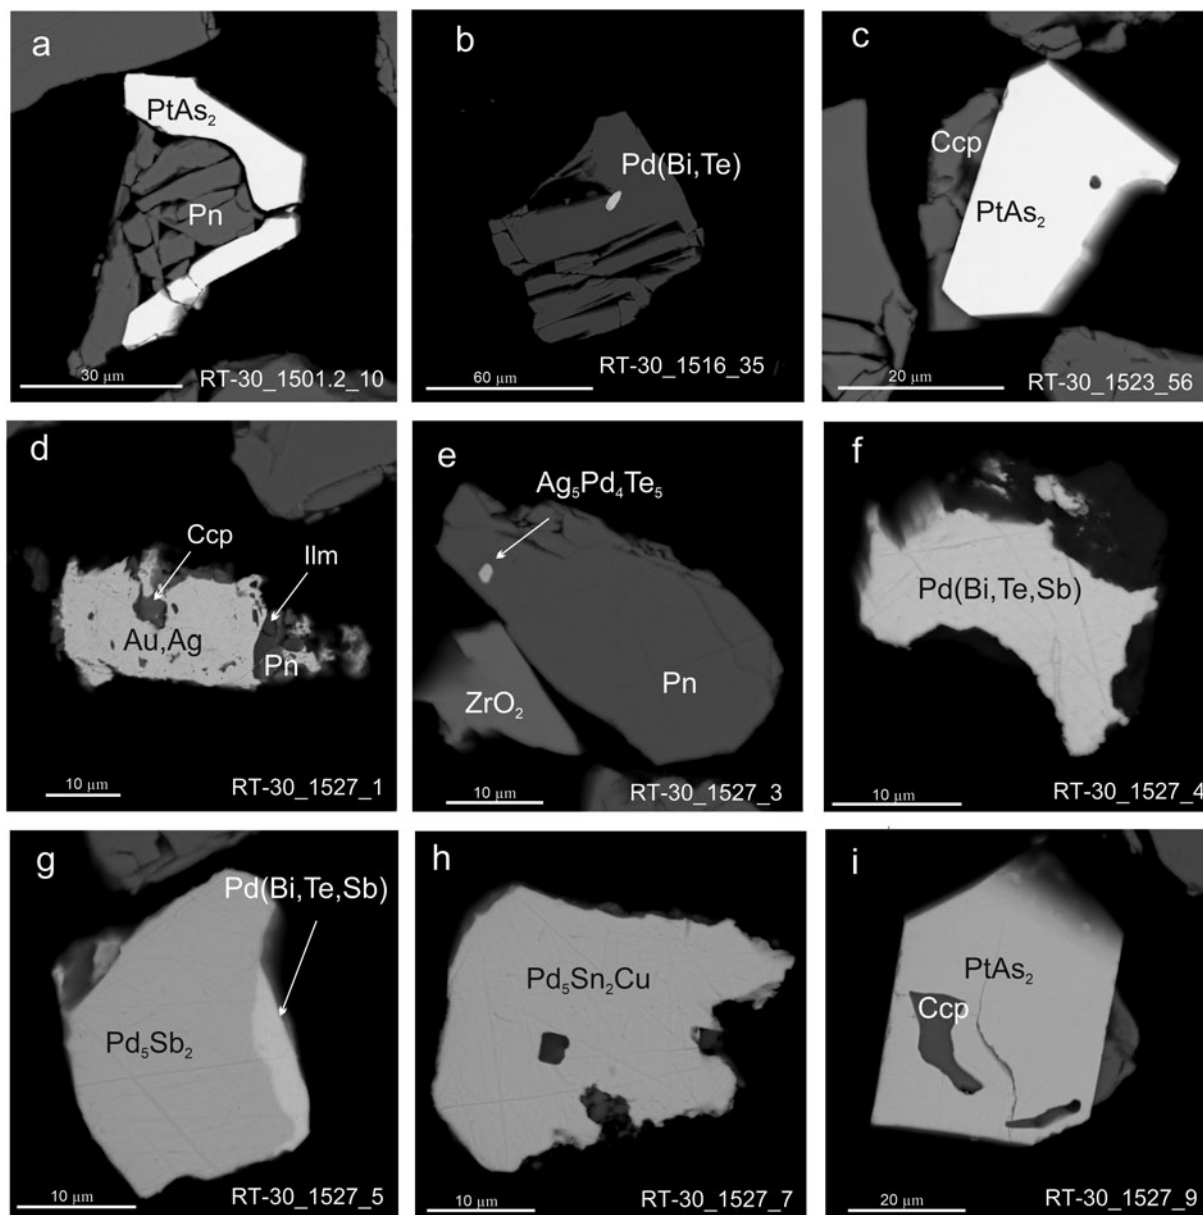 a
PtAs₂
Pn
30 µm
RT-30_1501.2_10
b
Pd(Bi,Te)
60 µm
RT-30_1516_35
c
Ccp
PtAs₂
20 µm
RT-30_1523_56
d
Ccp
Ilm
Au,Ag
Pn
10 µm
RT-30_1527_1
e
Ag₅Pd₄Te₅
Pn
ZrO₂
10 µm
RT-30_1527_3
f
Pd(Bi,Te,Sb)
10 µm
RT-30_1527_4
g
Pd(Bi,Te,Sb)
Pd₅Sb₂
10 µm
RT-30_1527_5
h
Pd₅Sn₂Cu
10 µm
RT-30_1527_7
i
PtAs₂
Ccp
20 µm
RT-30_1527_9